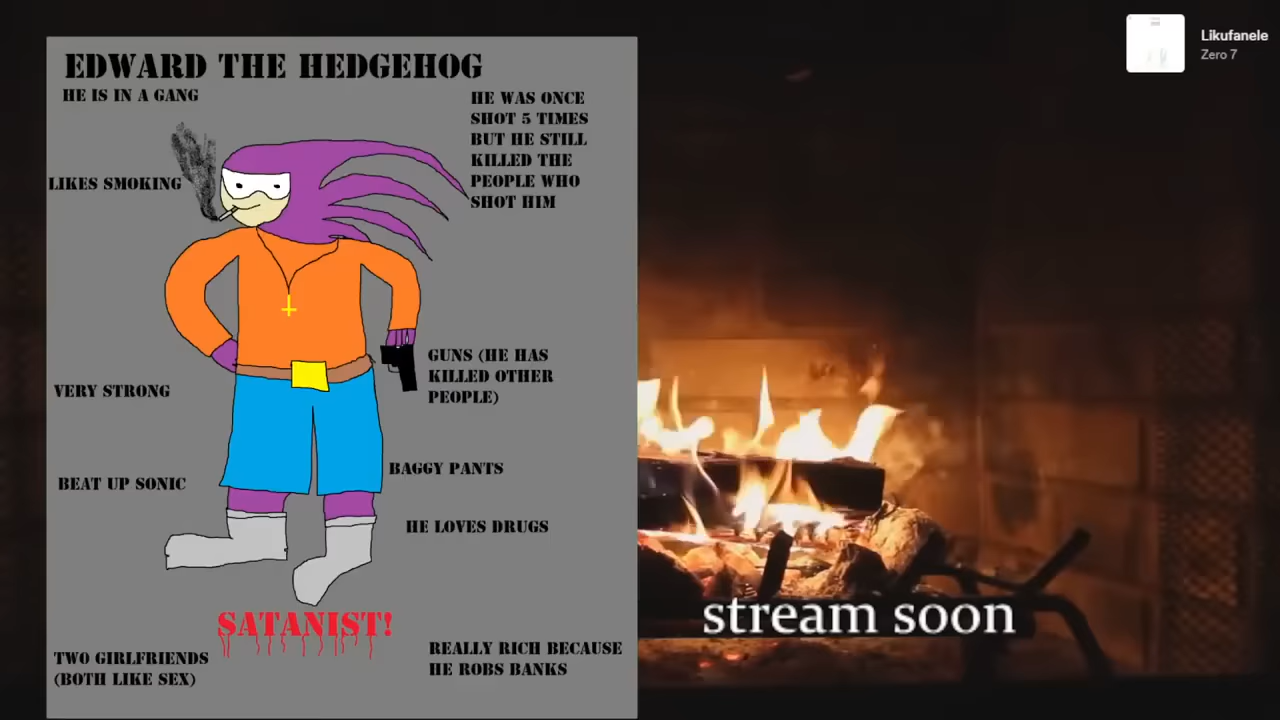 EDWARD THE HEDGEHOG
HE IS IN A GANG
HE WAS ONCE
SHOT 5 TIMES
BUT HE STILL
KILLED THE
PEOPLE WHO
SHOT HIM
LIKES SMOKING
GUNS (HE HAS
KILLED OTHER
PEOPLE)
VERY STRONG
BAGGY PANTS
BEAT UP SONIC
HE LOVES DRUGS
SATANIST!
TWO GIRLFRIENDS
(BOTH LIKE SEX)
REALLY RICH BECAUSE
HE ROBS BANKS
Likufanele
Zero 7
stream soon